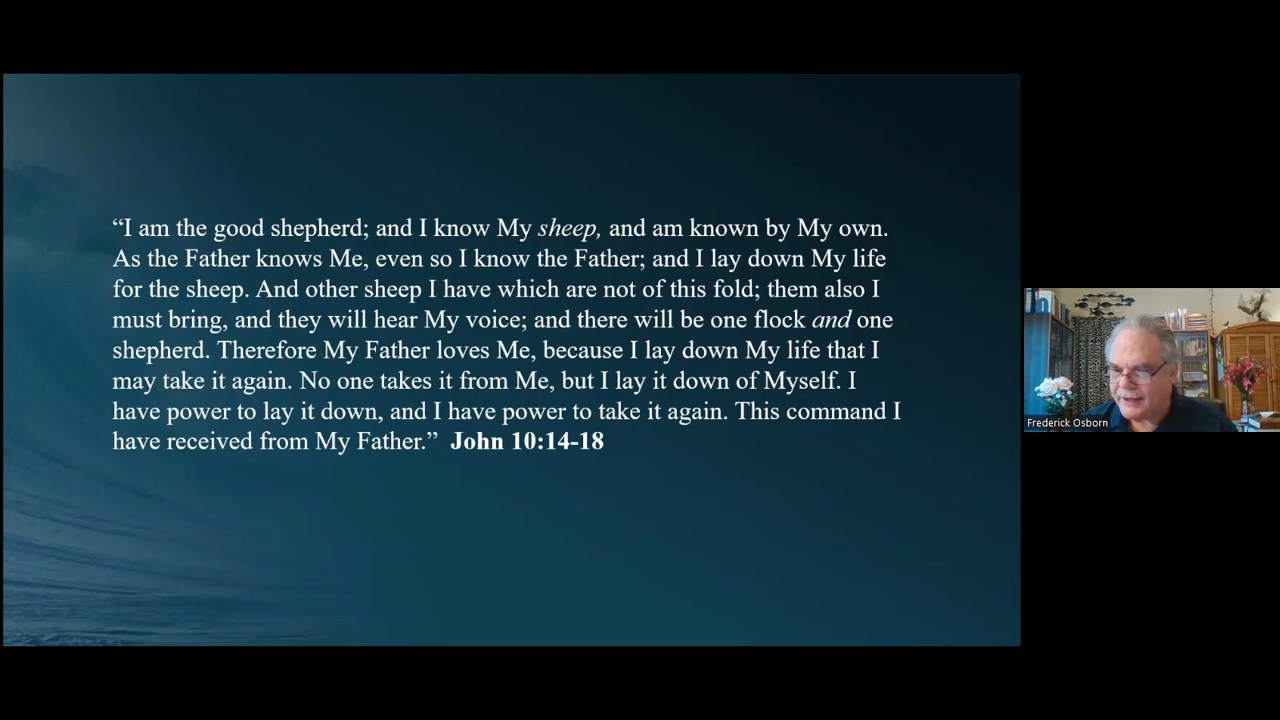 “I am the good shepherd; and I know My sheep, and am known by My own.
As the Father knows Me, even so I know the Father; and I lay down My life
for the sheep. And other sheep I have which are not of this fold; them also I
must bring, and they will hear My voice; and there will be one flock and one
shepherd. Therefore My Father loves Me, because I lay down My life that I
may take it again. No one takes it from Me, but I lay it down of Myself. I
have power to lay it down, and I have power to take it again. This command I
have received from My Father.” John 10:14-18
Frederick Osborn